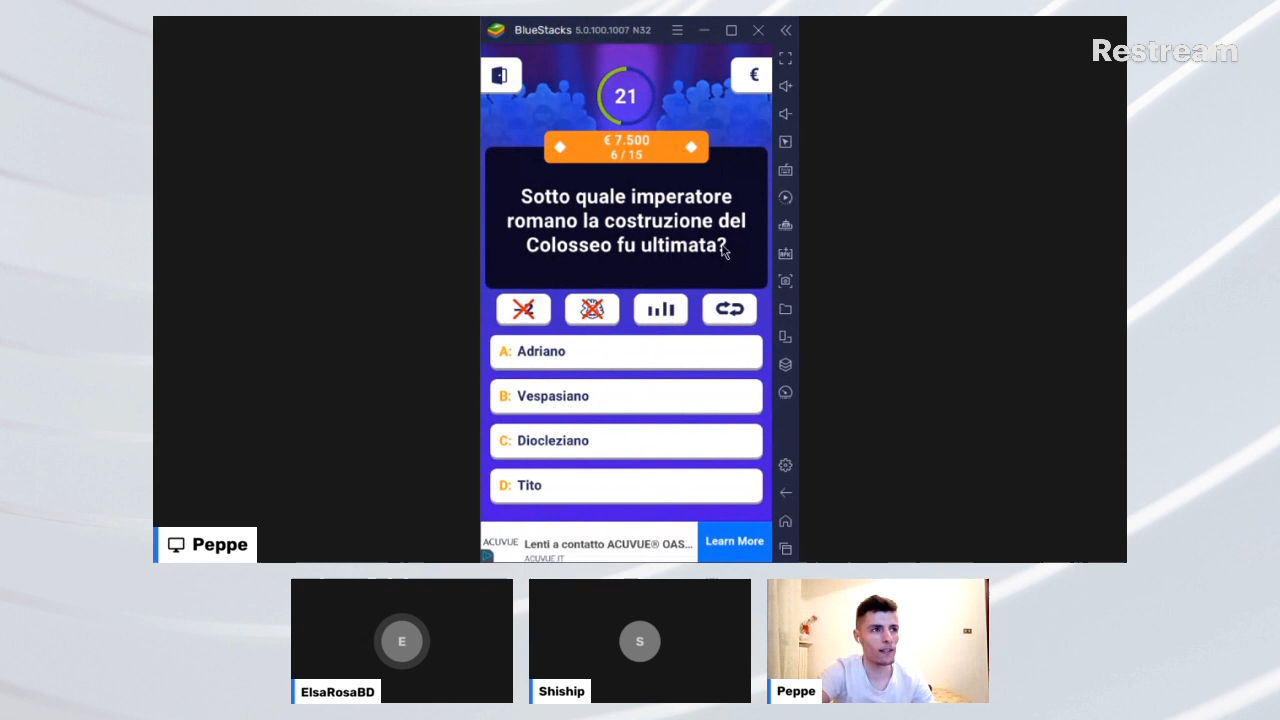 BlueStacks 5.0.100.1007 N32
Restream
€
21
€ 7.500
6 / 15
Sotto quale imperatore
romano la costruzione del
Colosseo fu ultimata?
A: Adriano
B: Vespasiano
C: Diocleziano
D: Tito
ACUVUE
Lenti a contatto ACUVUE® OAS...
ACUVUE IT
Learn More
Peppe
E
ElsaRosaBD
S
Shiship
Peppe